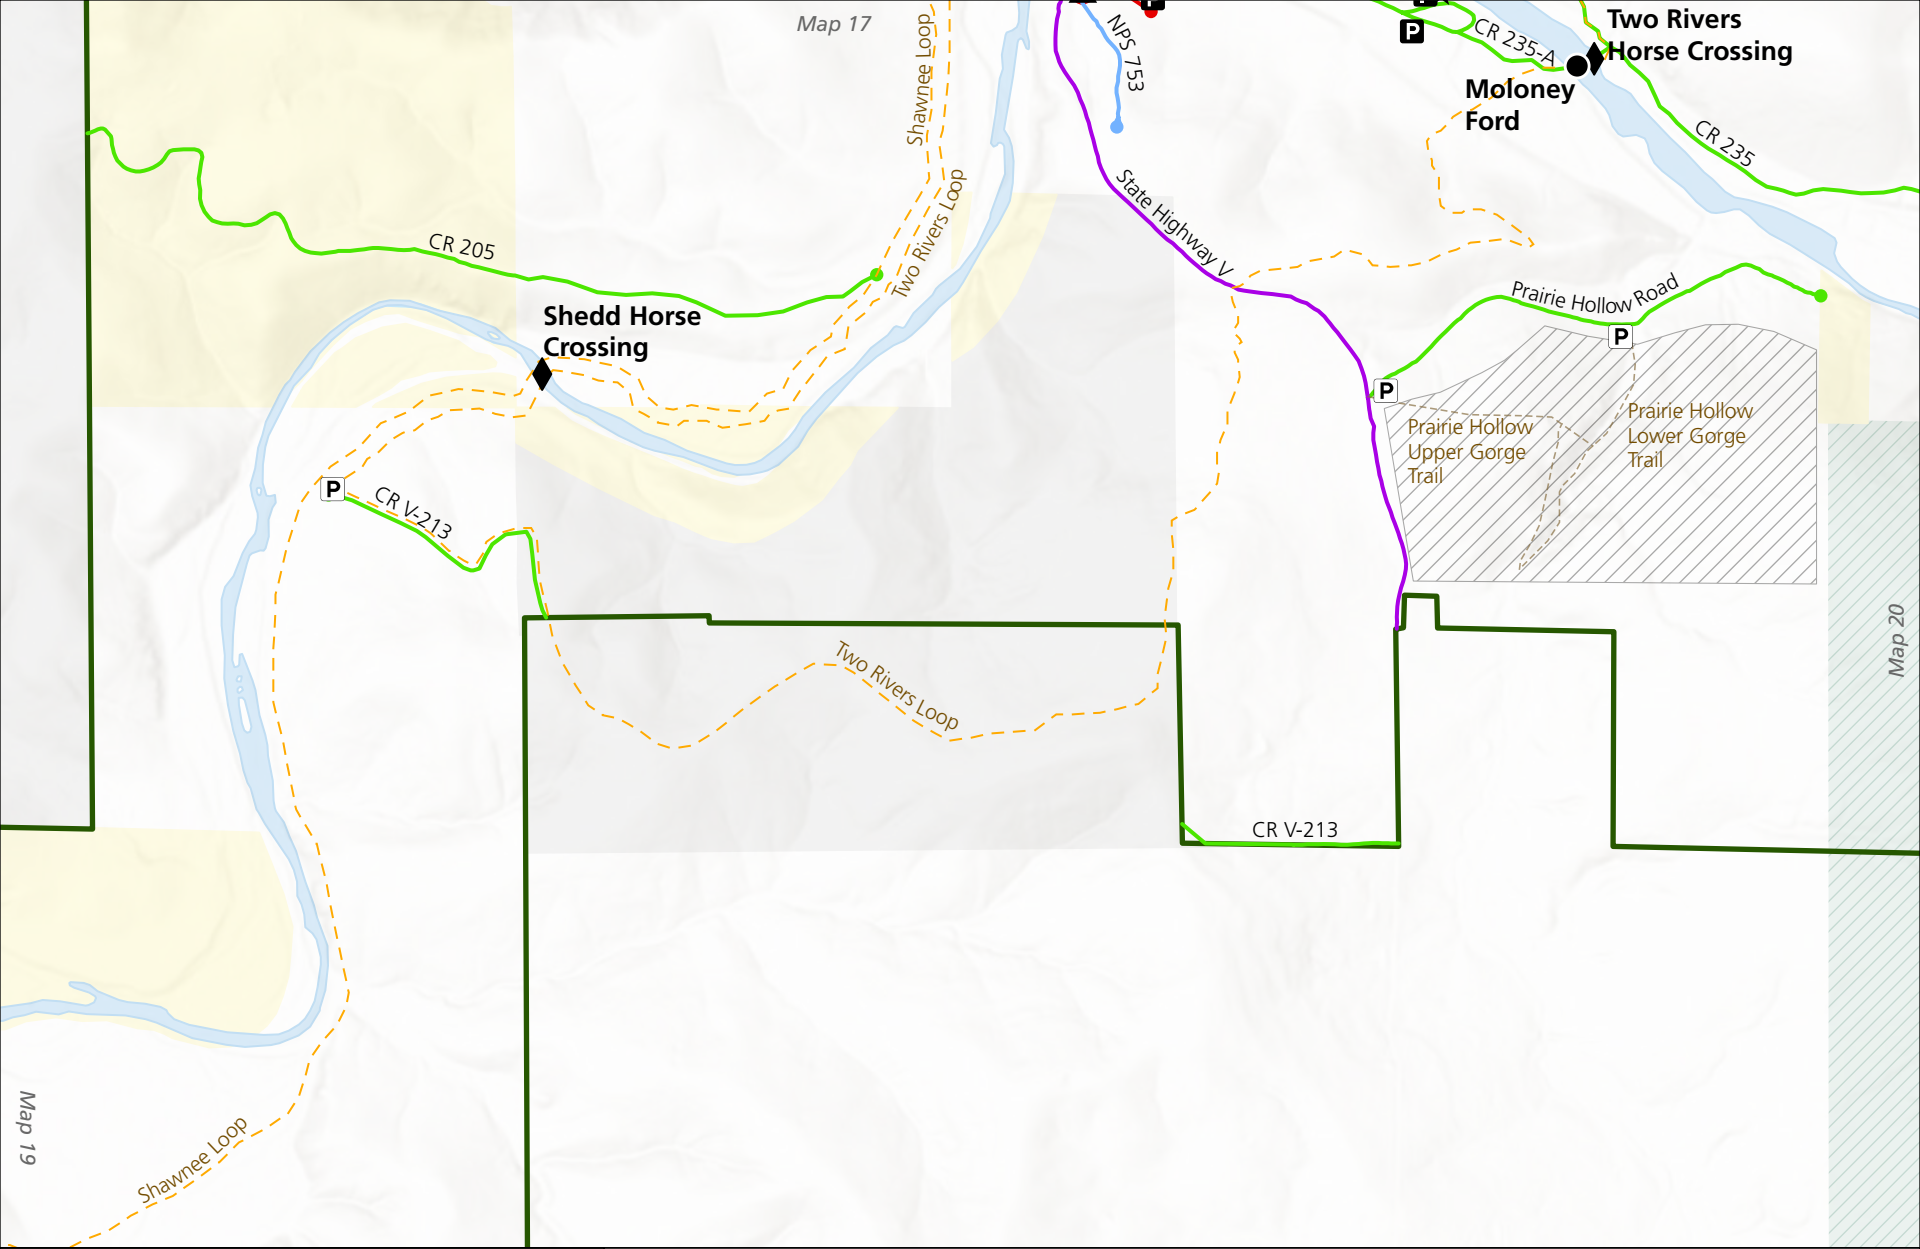 Map 17
Shawnee Loop
NPS 753
P
CR 235-A
Two Rivers
Horse Crossing
Moloney
Ford
CR 235
State Highway V
Two Rivers Loop
CR 205
Shedd Horse
Crossing
Prairie Hollow Road
P
P
Prairie Hollow
Upper Gorge
Trail
Prairie Hollow
Lower Gorge
Trail
P
CR V-213
Two Rivers Loop
Map 20
CR V-213
Map 19
Shawnee Loop